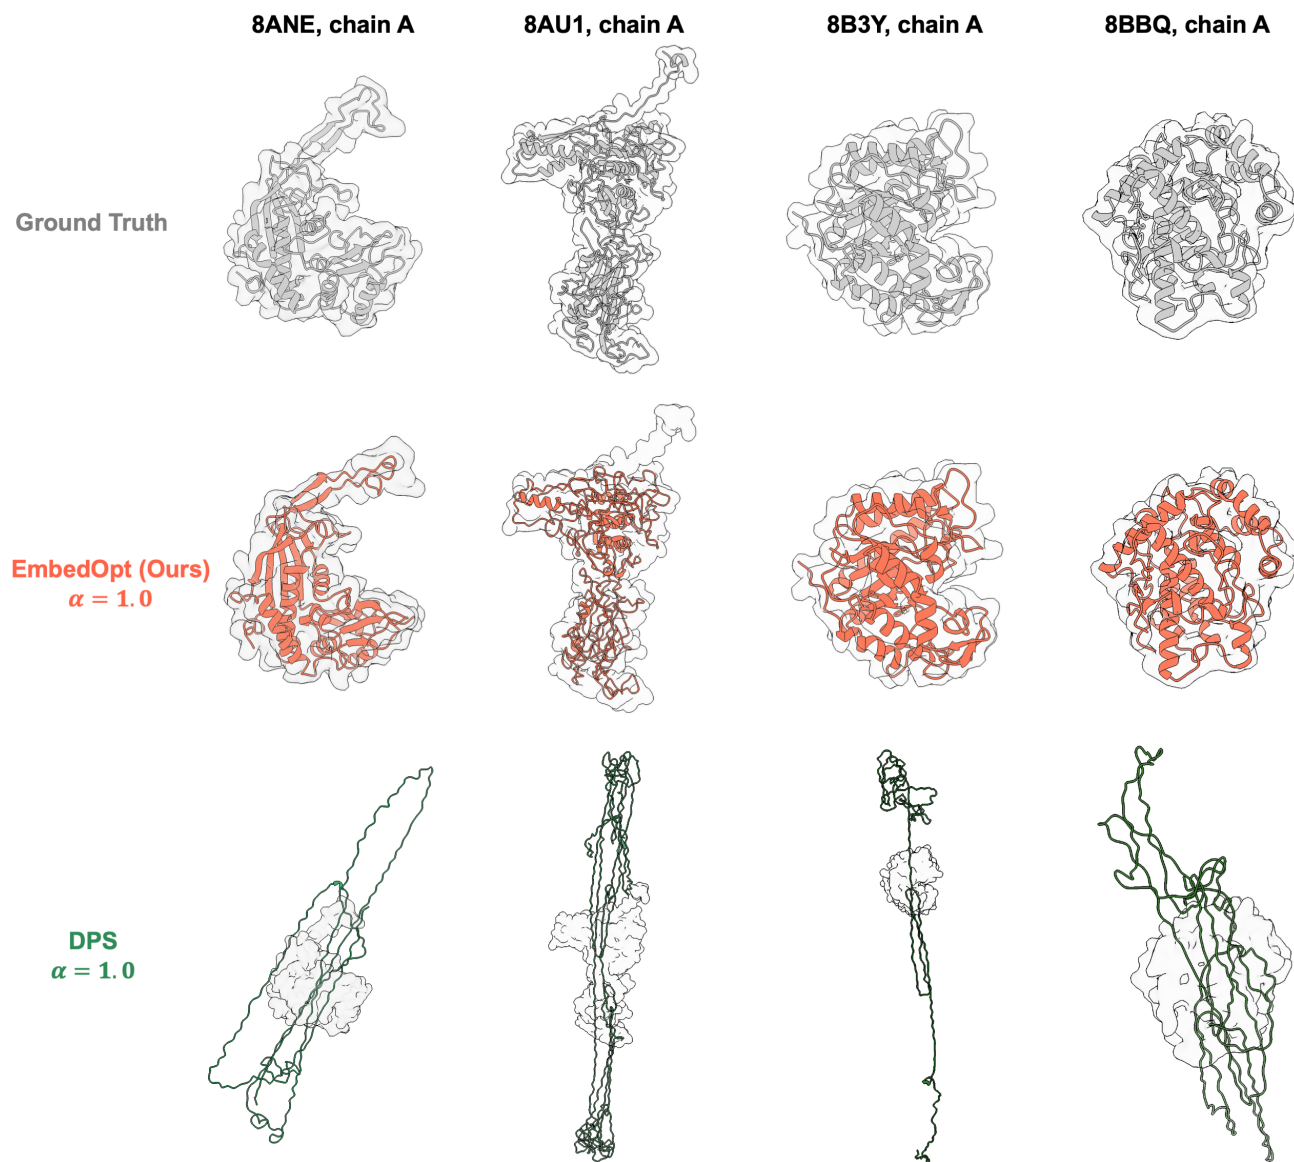 8ANE, chain A
8AU1, chain A
8B3Y, chain A
8BBQ, chain A
Ground Truth
EmbedOpt (Ours)
α = 1.0
DPS
α = 1.0